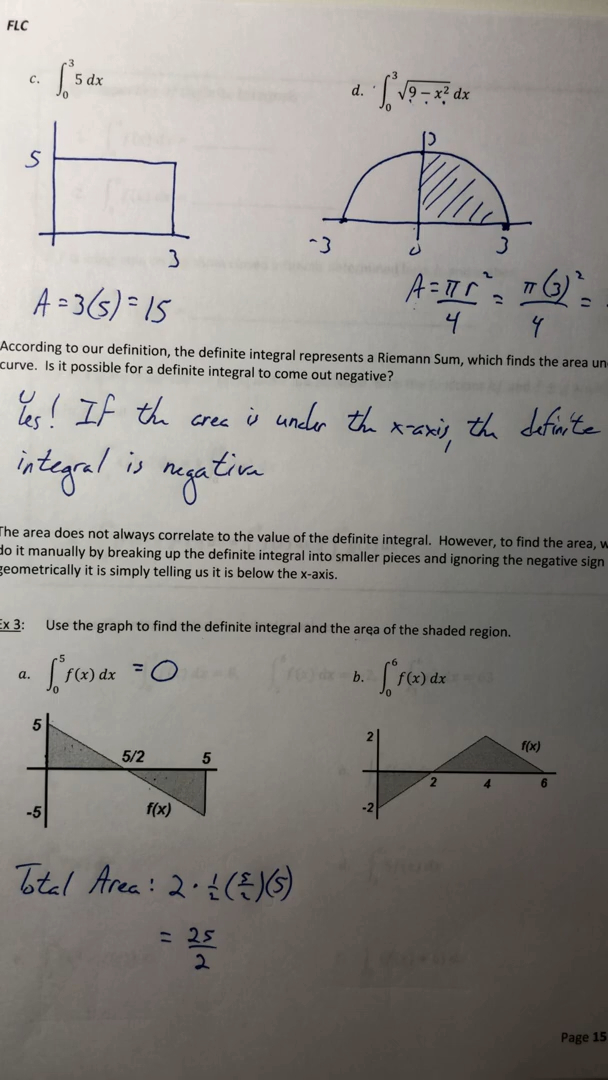 FLC
c. ∫₀³ 5 dx
d. ∫₀³ √9 − x² dx
5
3
3
-3
0
3
A = 3(5) = 15
A = πr²/4 = π(3)²/4 =
According to our definition, the definite integral represents a Riemann Sum, which finds the area un
curve. Is it possible for a definite integral to come out negative?
Yes! If the area is under the x-axis, the definite
integral is negative
The area does not always correlate to the value of the definite integral. However, to find the area, w
do it manually by breaking up the definite integral into smaller pieces and ignoring the negative sign
geometrically it is simply telling us it is below the x-axis.
Ex 3: Use the graph to find the definite integral and the area of the shaded region.
a. ∫₀⁵ f(x) dx = 0
b. ∫₀⁶ f(x) dx
5
5/2
5
-5
f(x)
2
f(x)
2
4
6
-2
Total Area: 2 · 1/2 (5/2)(5)
= 25/2
Page 15